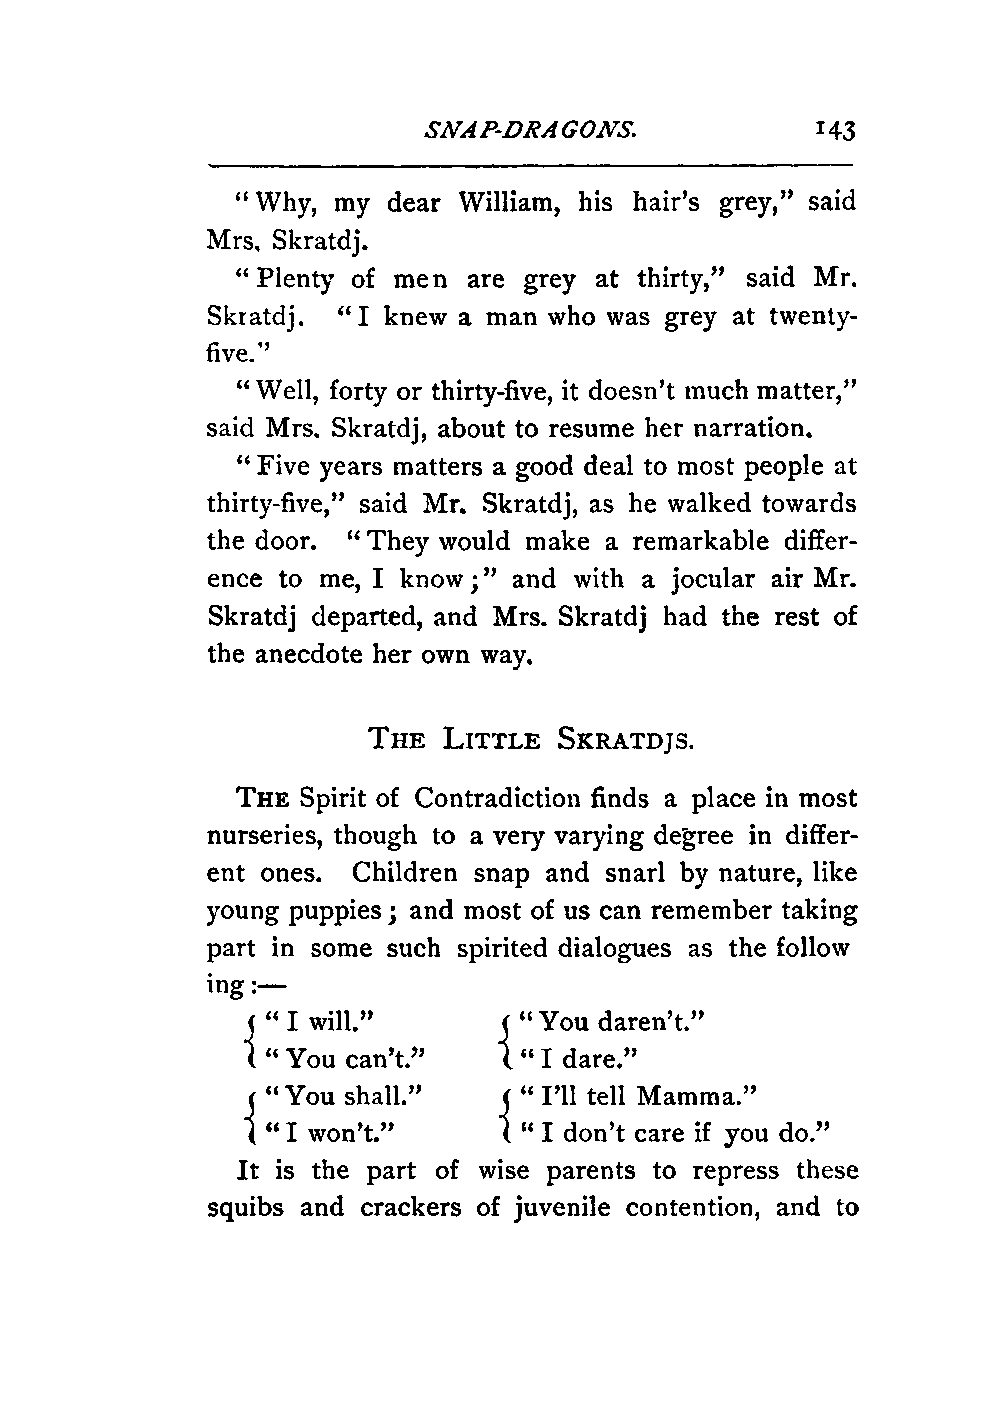 SNAP-DRAGONS. 143
"Why, my dear William, his hair's grey," said
Mrs. Skratdj.
"Plenty of men are grey at thirty," said Mr.
Skratdj. "I knew a man who was grey at twenty-
five."
"Well, forty or thirty-five, it doesn't much matter,"
said Mrs. Skratdj, about to resume her narration.
"Five years matters a good deal to most people at
thirty-five," said Mr. Skratdj, as he walked towards
the door. "They would make a remarkable differ-
ence to me, I know;" and with a jocular air Mr.
Skratdj departed, and Mrs. Skratdj had the rest of
the anecdote her own way.
THE LITTLE SKRATDJS.
THE Spirit of Contradiction finds a place in most
nurseries, though to a very varying degree in differ-
ent ones. Children snap and snarl by nature, like
young puppies; and most of us can remember taking
part in some such spirited dialogues as the follow
ing:—
{ "I will." { "You daren't."
"You can't." "I dare."
{ "You shall." { "I'll tell Mamma."
"I won't." "I don't care if you do."
It is the part of wise parents to repress these
squibs and crackers of juvenile contention, and to